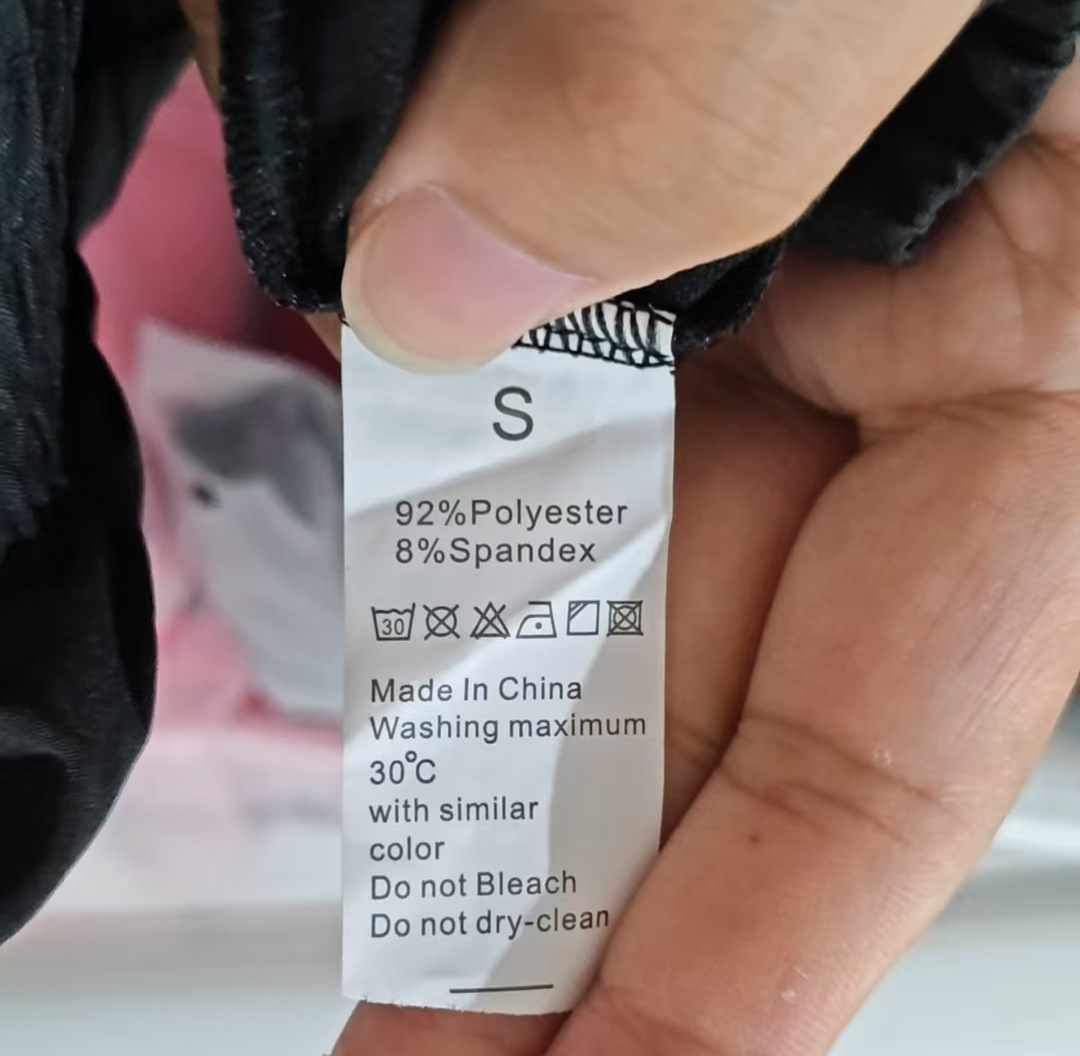 S
92%Polyester
8%Spandex
30
Made In China
Washing maximum
30°C
with similar
color
Do not Bleach
Do not dry-clean